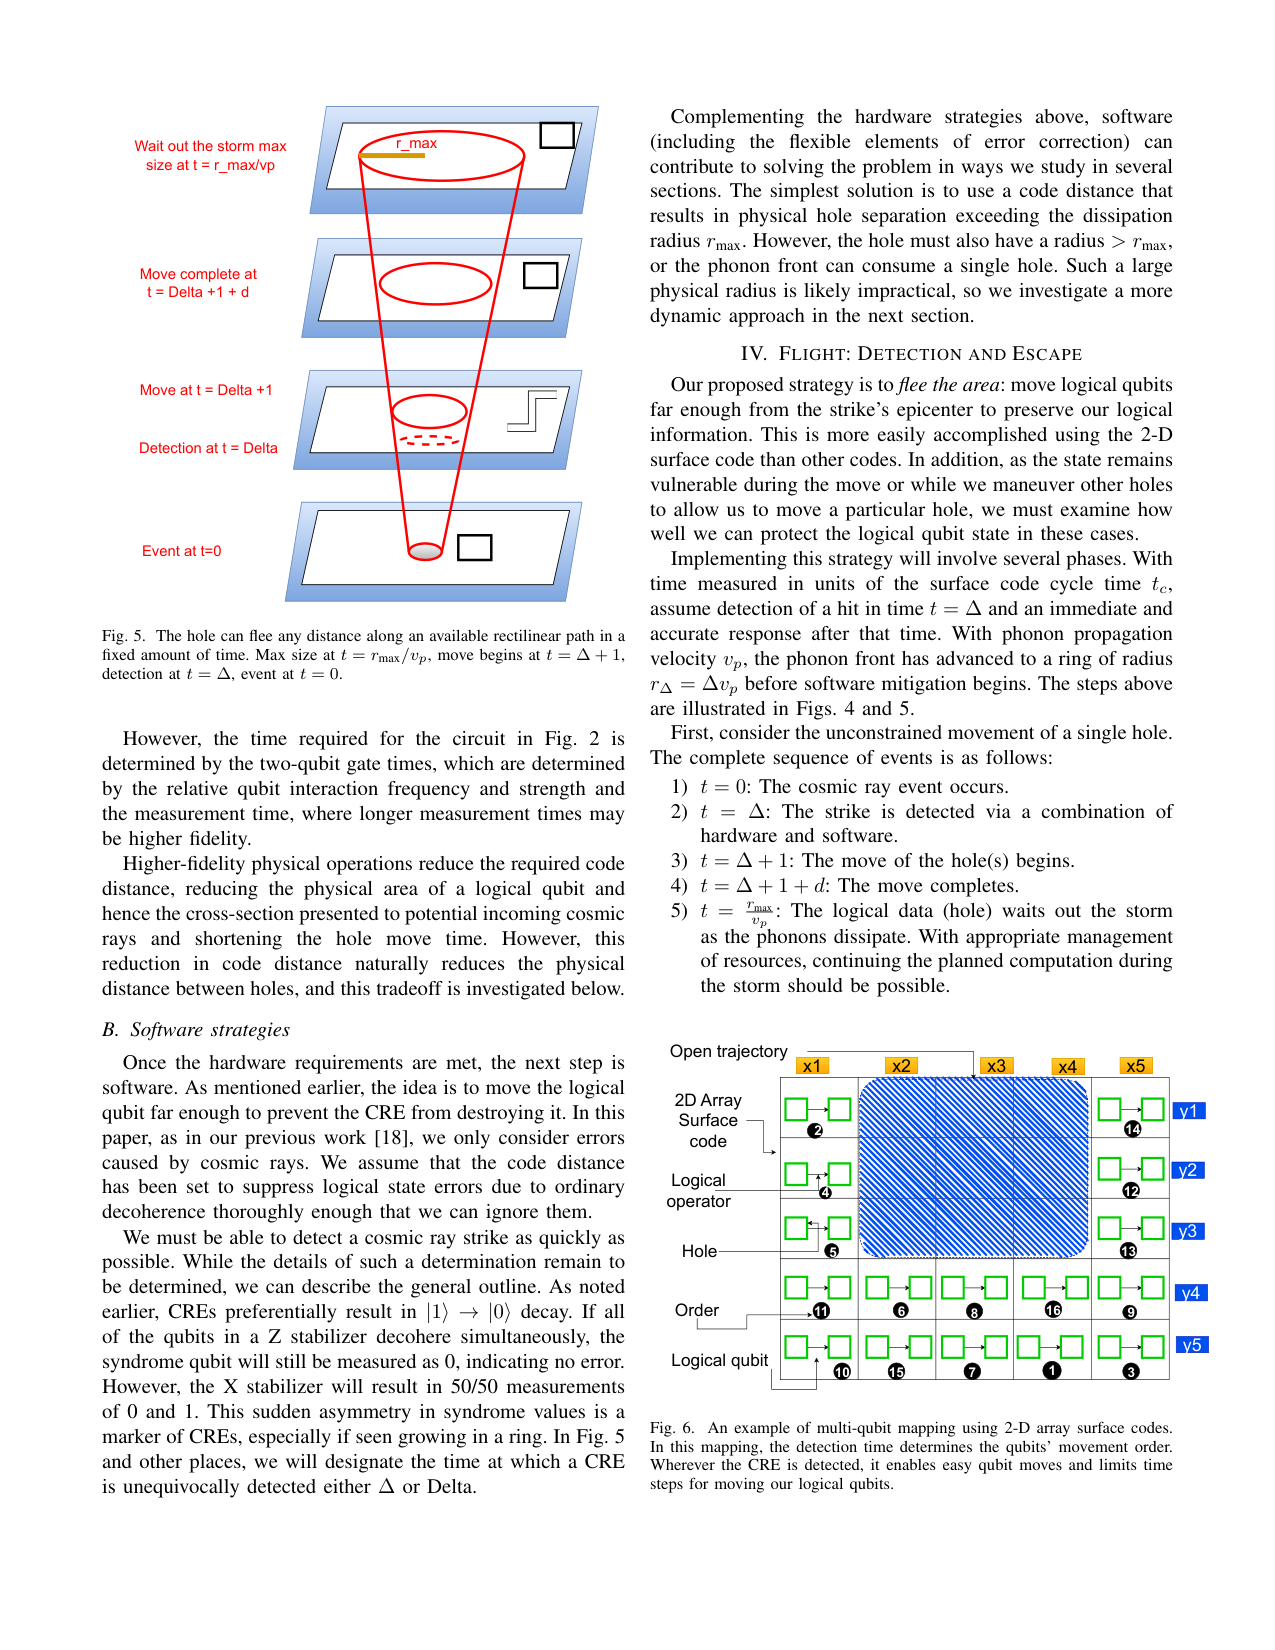 Wait out the storm max
size at t = r_max/vp
r_max
Move complete at
t = Delta +1 + d
Move at t = Delta +1
Detection at t = Delta
Event at t=0
Fig. 5. The hole can flee any distance along an available rectilinear path in a
fixed amount of time. Max size at t = r_max/v_p, move begins at t = Δ + 1,
detection at t = Δ, event at t = 0.
However, the time required for the circuit in Fig. 2 is
determined by the two-qubit gate times, which are determined
by the relative qubit interaction frequency and strength and
the measurement time, where longer measurement times may
be higher fidelity.
Higher-fidelity physical operations reduce the required code
distance, reducing the physical area of a logical qubit and
hence the cross-section presented to potential incoming cosmic
rays and shortening the hole move time. However, this
reduction in code distance naturally reduces the physical
distance between holes, and this tradeoff is investigated below.
B. Software strategies
Once the hardware requirements are met, the next step is
software. As mentioned earlier, the idea is to move the logical
qubit far enough to prevent the CRE from destroying it. In this
paper, as in our previous work [18], we only consider errors
caused by cosmic rays. We assume that the code distance
has been set to suppress logical state errors due to ordinary
decoherence thoroughly enough that we can ignore them.
We must be able to detect a cosmic ray strike as quickly as
possible. While the details of such a determination remain to
be determined, we can describe the general outline. As noted
earlier, CREs preferentially result in |1⟩ → |0⟩ decay. If all
of the qubits in a Z stabilizer decohere simultaneously, the
syndrome qubit will still be measured as 0, indicating no error.
However, the X stabilizer will result in 50/50 measurements
of 0 and 1. This sudden asymmetry in syndrome values is a
marker of CREs, especially if seen growing in a ring. In Fig. 5
and other places, we will designate the time at which a CRE
is unequivocally detected either Δ or Delta.
Complementing the hardware strategies above, software
(including the flexible elements of error correction) can
contribute to solving the problem in ways we study in several
sections. The simplest solution is to use a code distance that
results in physical hole separation exceeding the dissipation
radius r_max. However, the hole must also have a radius > r_max,
or the phonon front can consume a single hole. Such a large
physical radius is likely impractical, so we investigate a more
dynamic approach in the next section.
IV. FLIGHT: DETECTION AND ESCAPE
Our proposed strategy is to flee the area: move logical qubits
far enough from the strike's epicenter to preserve our logical
information. This is more easily accomplished using the 2-D
surface code than other codes. In addition, as the state remains
vulnerable during the move or while we maneuver other holes
to allow us to move a particular hole, we must examine how
well we can protect the logical qubit state in these cases.
Implementing this strategy will involve several phases. With
time measured in units of the surface code cycle time t_c,
assume detection of a hit in time t = Δ and an immediate and
accurate response after that time. With phonon propagation
velocity v_p, the phonon front has advanced to a ring of radius
r_Δ = Δv_p before software mitigation begins. The steps above
are illustrated in Figs. 4 and 5.
First, consider the unconstrained movement of a single hole.
The complete sequence of events is as follows:
1) t = 0: The cosmic ray event occurs.
2) t = Δ: The strike is detected via a combination of
hardware and software.
3) t = Δ + 1: The move of the hole(s) begins.
4) t = Δ + 1 + d: The move completes.
5) t = r_max/v_p: The logical data (hole) waits out the storm
as the phonons dissipate. With appropriate management
of resources, continuing the planned computation during
the storm should be possible.
Open trajectory
x1 x2 x3 x4 x5
2D Array
Surface
code
y1
2 14
Logical
operator
y2
4 12
Hole
y3
5 13
Order
y4
11 6 8 16 9
Logical qubit
y5
10 15 7 1 3
Fig. 6. An example of multi-qubit mapping using 2-D array surface codes.
In this mapping, the detection time determines the qubits' movement order.
Wherever the CRE is detected, it enables easy qubit moves and limits time
steps for moving our logical qubits.